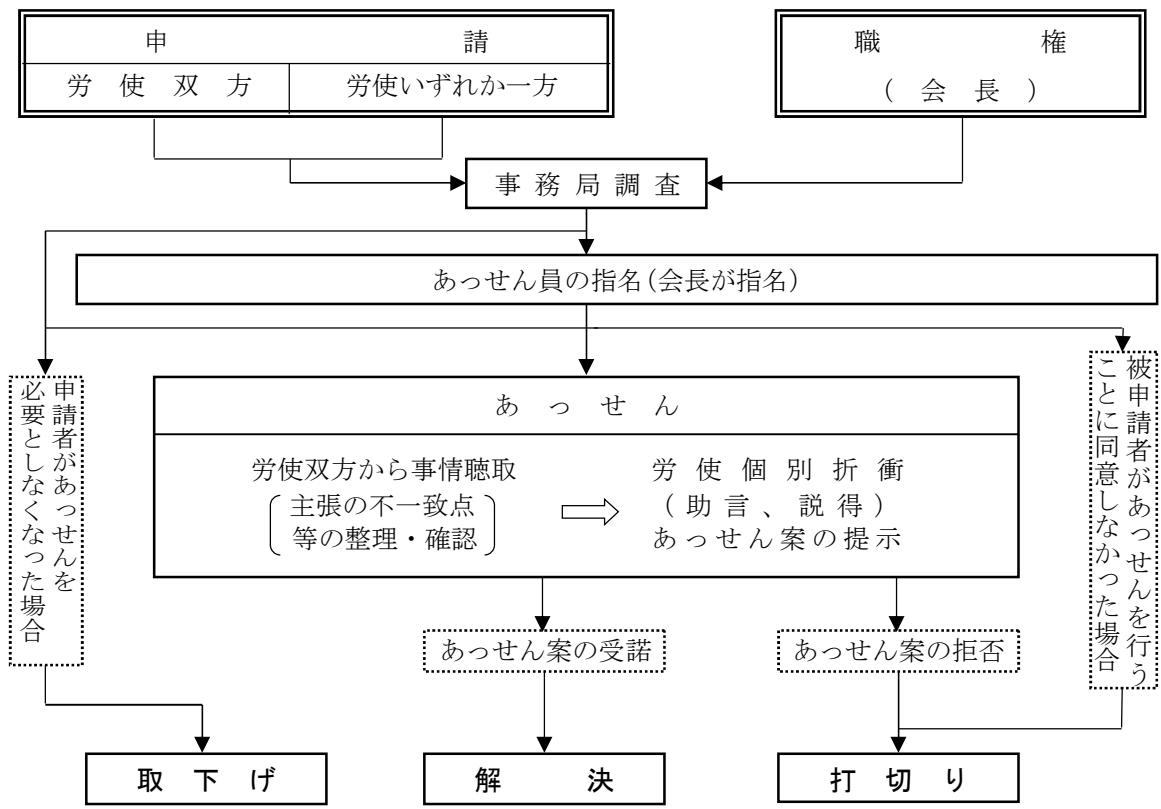 申請
労使双方
労使いずれか一方
職権
(会長)
事務局調査
あっせん員の指名(会長が指名)
申請者があっせんを
必要としなくなった場合
被申請者があっせんを行う
ことに同意しなかった場合
あっせん
労使双方から事情聴取
主張の不一致点
等の整理・確認
労使個別折衝
(助言、説得)
あっせん案の提示
あっせん案の受諾
あっせん案の拒否
取下げ
解決
打切り